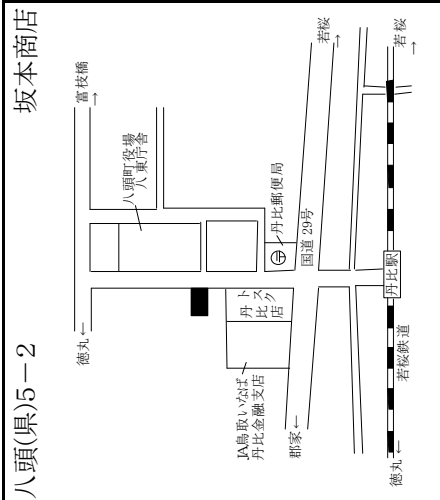 八頭(県)5－2
坂本商店
富枝橋
→
八頭町役場
八東庁舎
徳丸
←
丹比郵便局
国道29号
若桜
→
若桜
→
トスク
丹比店
JA鳥取いなば
丹比金融支店
郡家
←
丹比駅
若桜鉄道
徳丸
←